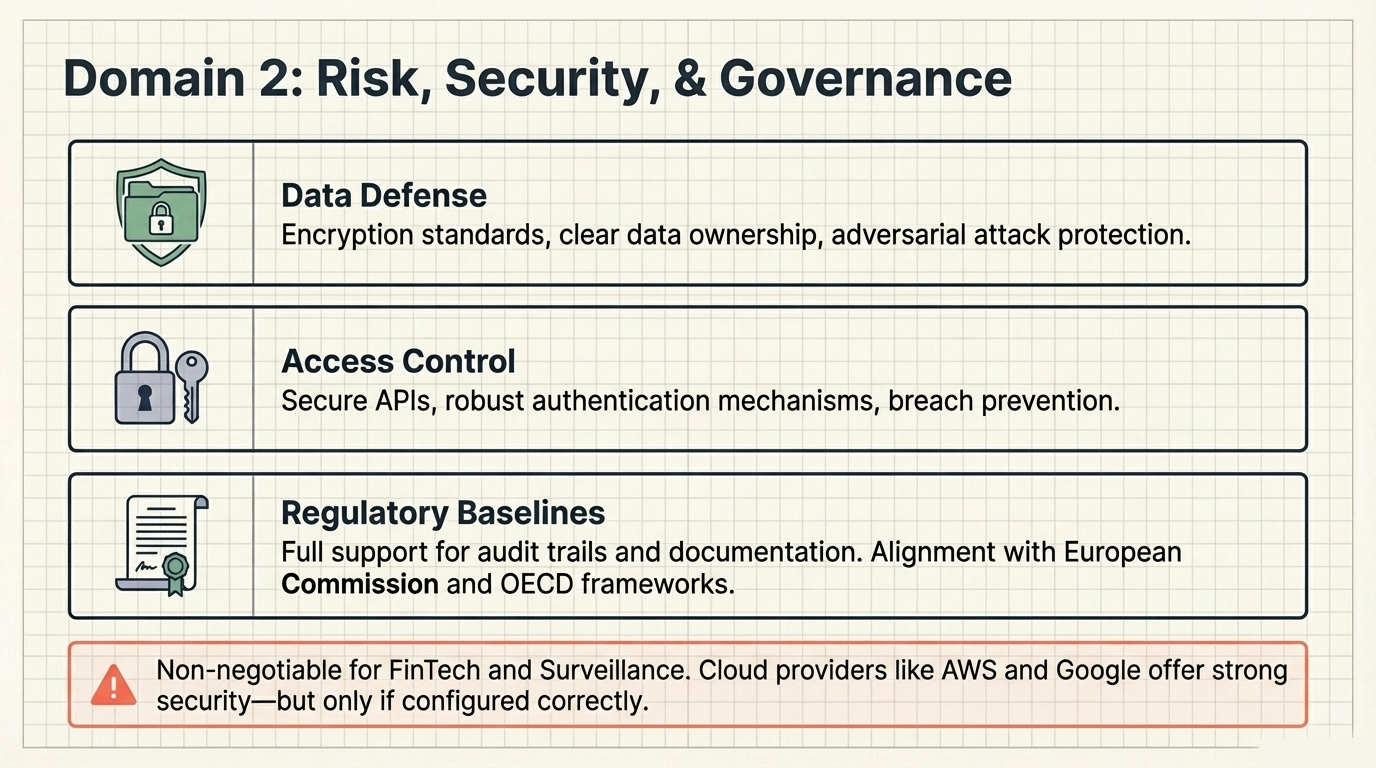 Domain 2: Risk, Security, & Governance
Data Defense
Encryption standards, clear data ownership, adversarial attack protection.
Access Control
Secure APIs, robust authentication mechanisms, breach prevention.
Regulatory Baselines
Full support for audit trails and documentation. Alignment with European
Commission and OECD frameworks.
Non-negotiable for FinTech and Surveillance. Cloud providers like AWS and Google offer strong
security—but only if configured correctly.